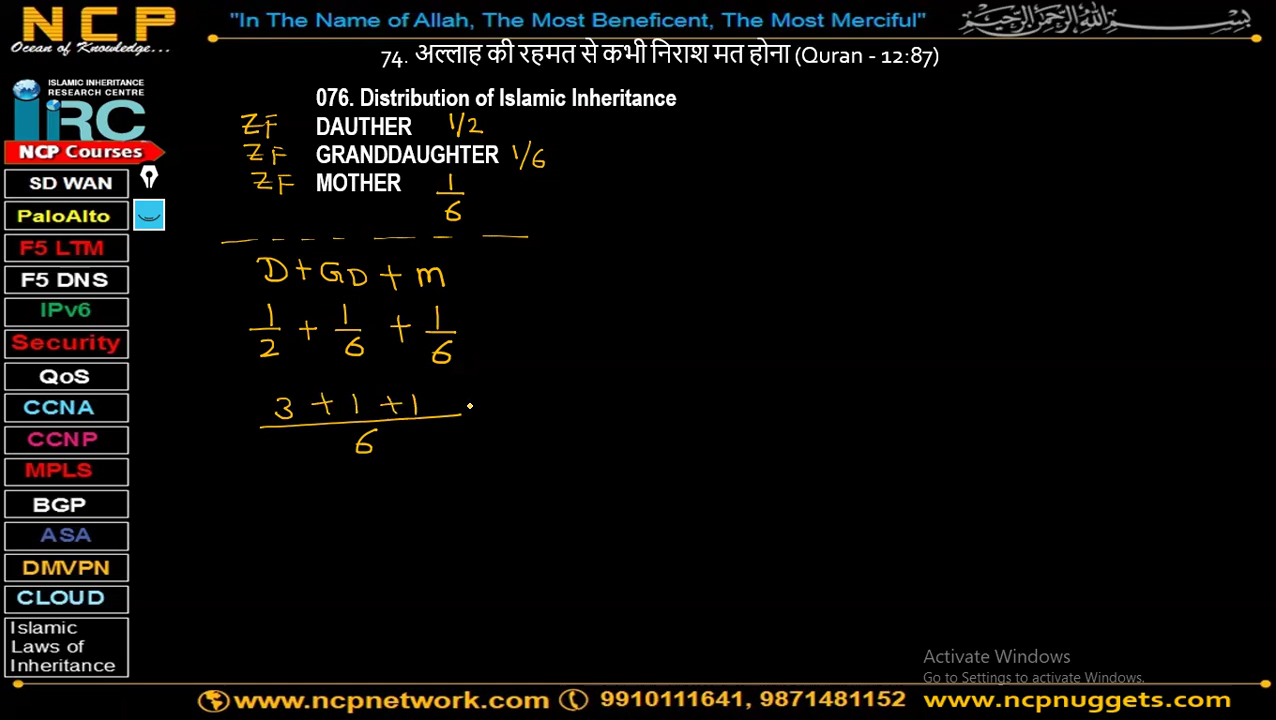 NCP
Ocean of Knowledge...
"In The Name of Allah, The Most Beneficent, The Most Merciful"
بسم الله الرحمن الرحيم
74. अल्लाह की रहमत से कभी निराश मत होना (Quran - 12:87)
ISLAMIC INHERITANCE
RESEARCH CENTRE
IRC
NCP Courses
SD WAN
PaloAlto
F5 LTM
F5 DNS
IPv6
Security
QoS
CCNA
CCNP
MPLS
BGP
ASA
DMVPN
CLOUD
Islamic
Laws of
Inheritance
076. Distribution of Islamic Inheritance
ZF DAUTHER 1/2
ZF GRANDDAUGHTER 1/6
ZF MOTHER 1/6
D + GD + m
1/2 + 1/6 + 1/6
3 + 1 + 1
6
Activate Windows
Go to Settings to activate Windows.
www.ncpnetwork.com 9910111641, 9871481152 www.ncpnuggets.com